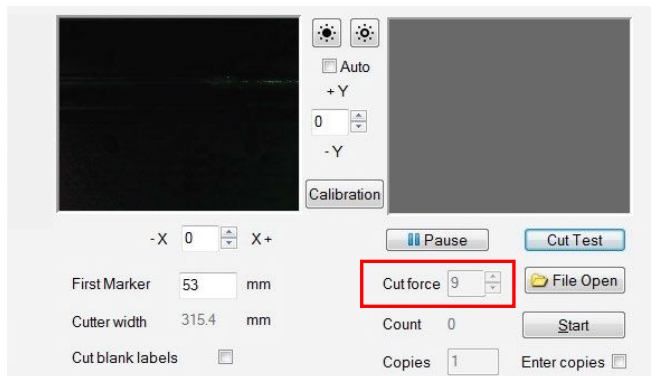 Auto
+ Y
0
- Y
Calibration
- X 0 X +
Pause
Cut Test
First Marker 53 mm
Cut force 9
File Open
Cutter width 315.4 mm
Count 0
Start
Cut blank labels
Copies 1
Enter copies